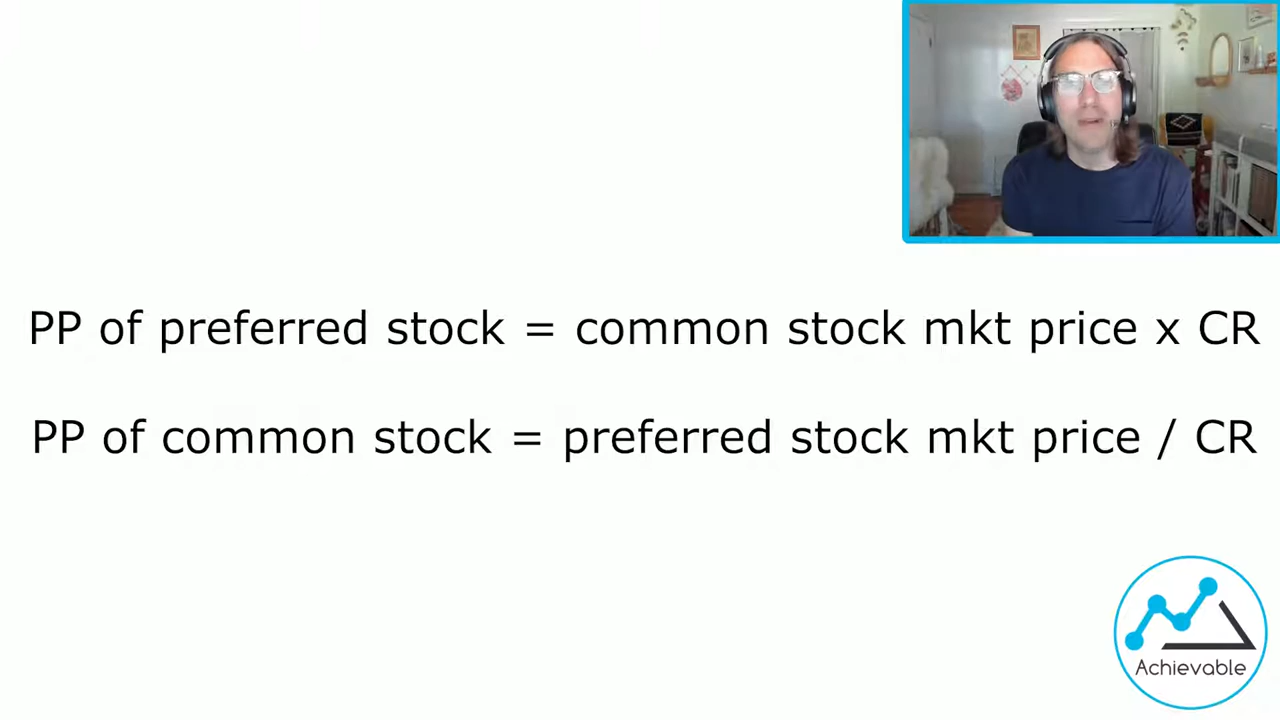 PP of preferred stock = common stock mkt price x CR
PP of common stock = preferred stock mkt price / CR
Achievable